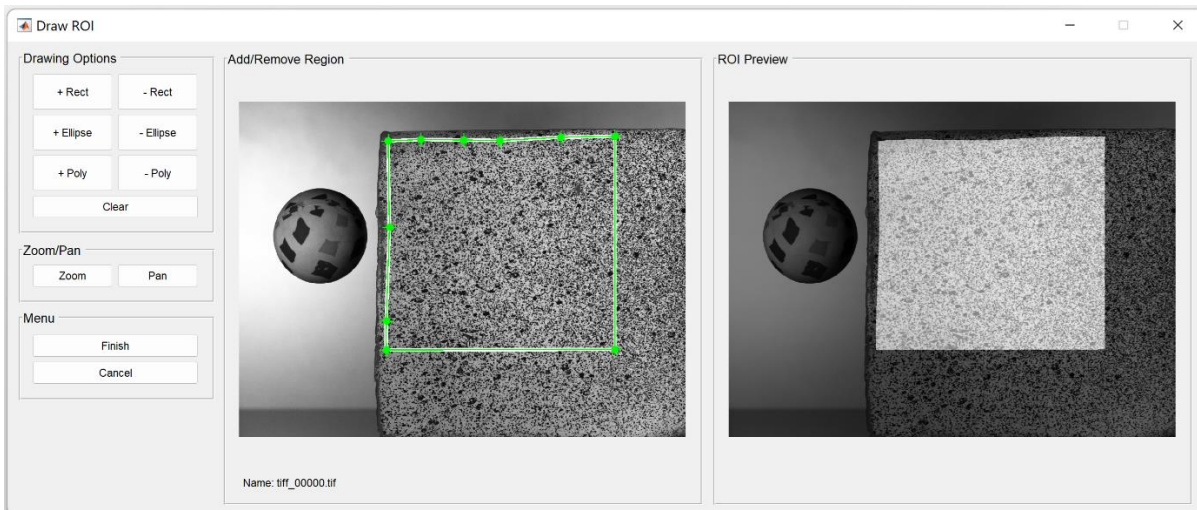 Draw ROI
Drawing Options
+ Rect
- Rect
+ Ellipse
- Ellipse
+ Poly
- Poly
Clear
Zoom/Pan
Zoom
Pan
Menu
Finish
Cancel
Add/Remove Region
Name: tiff_00000.tif
ROI Preview